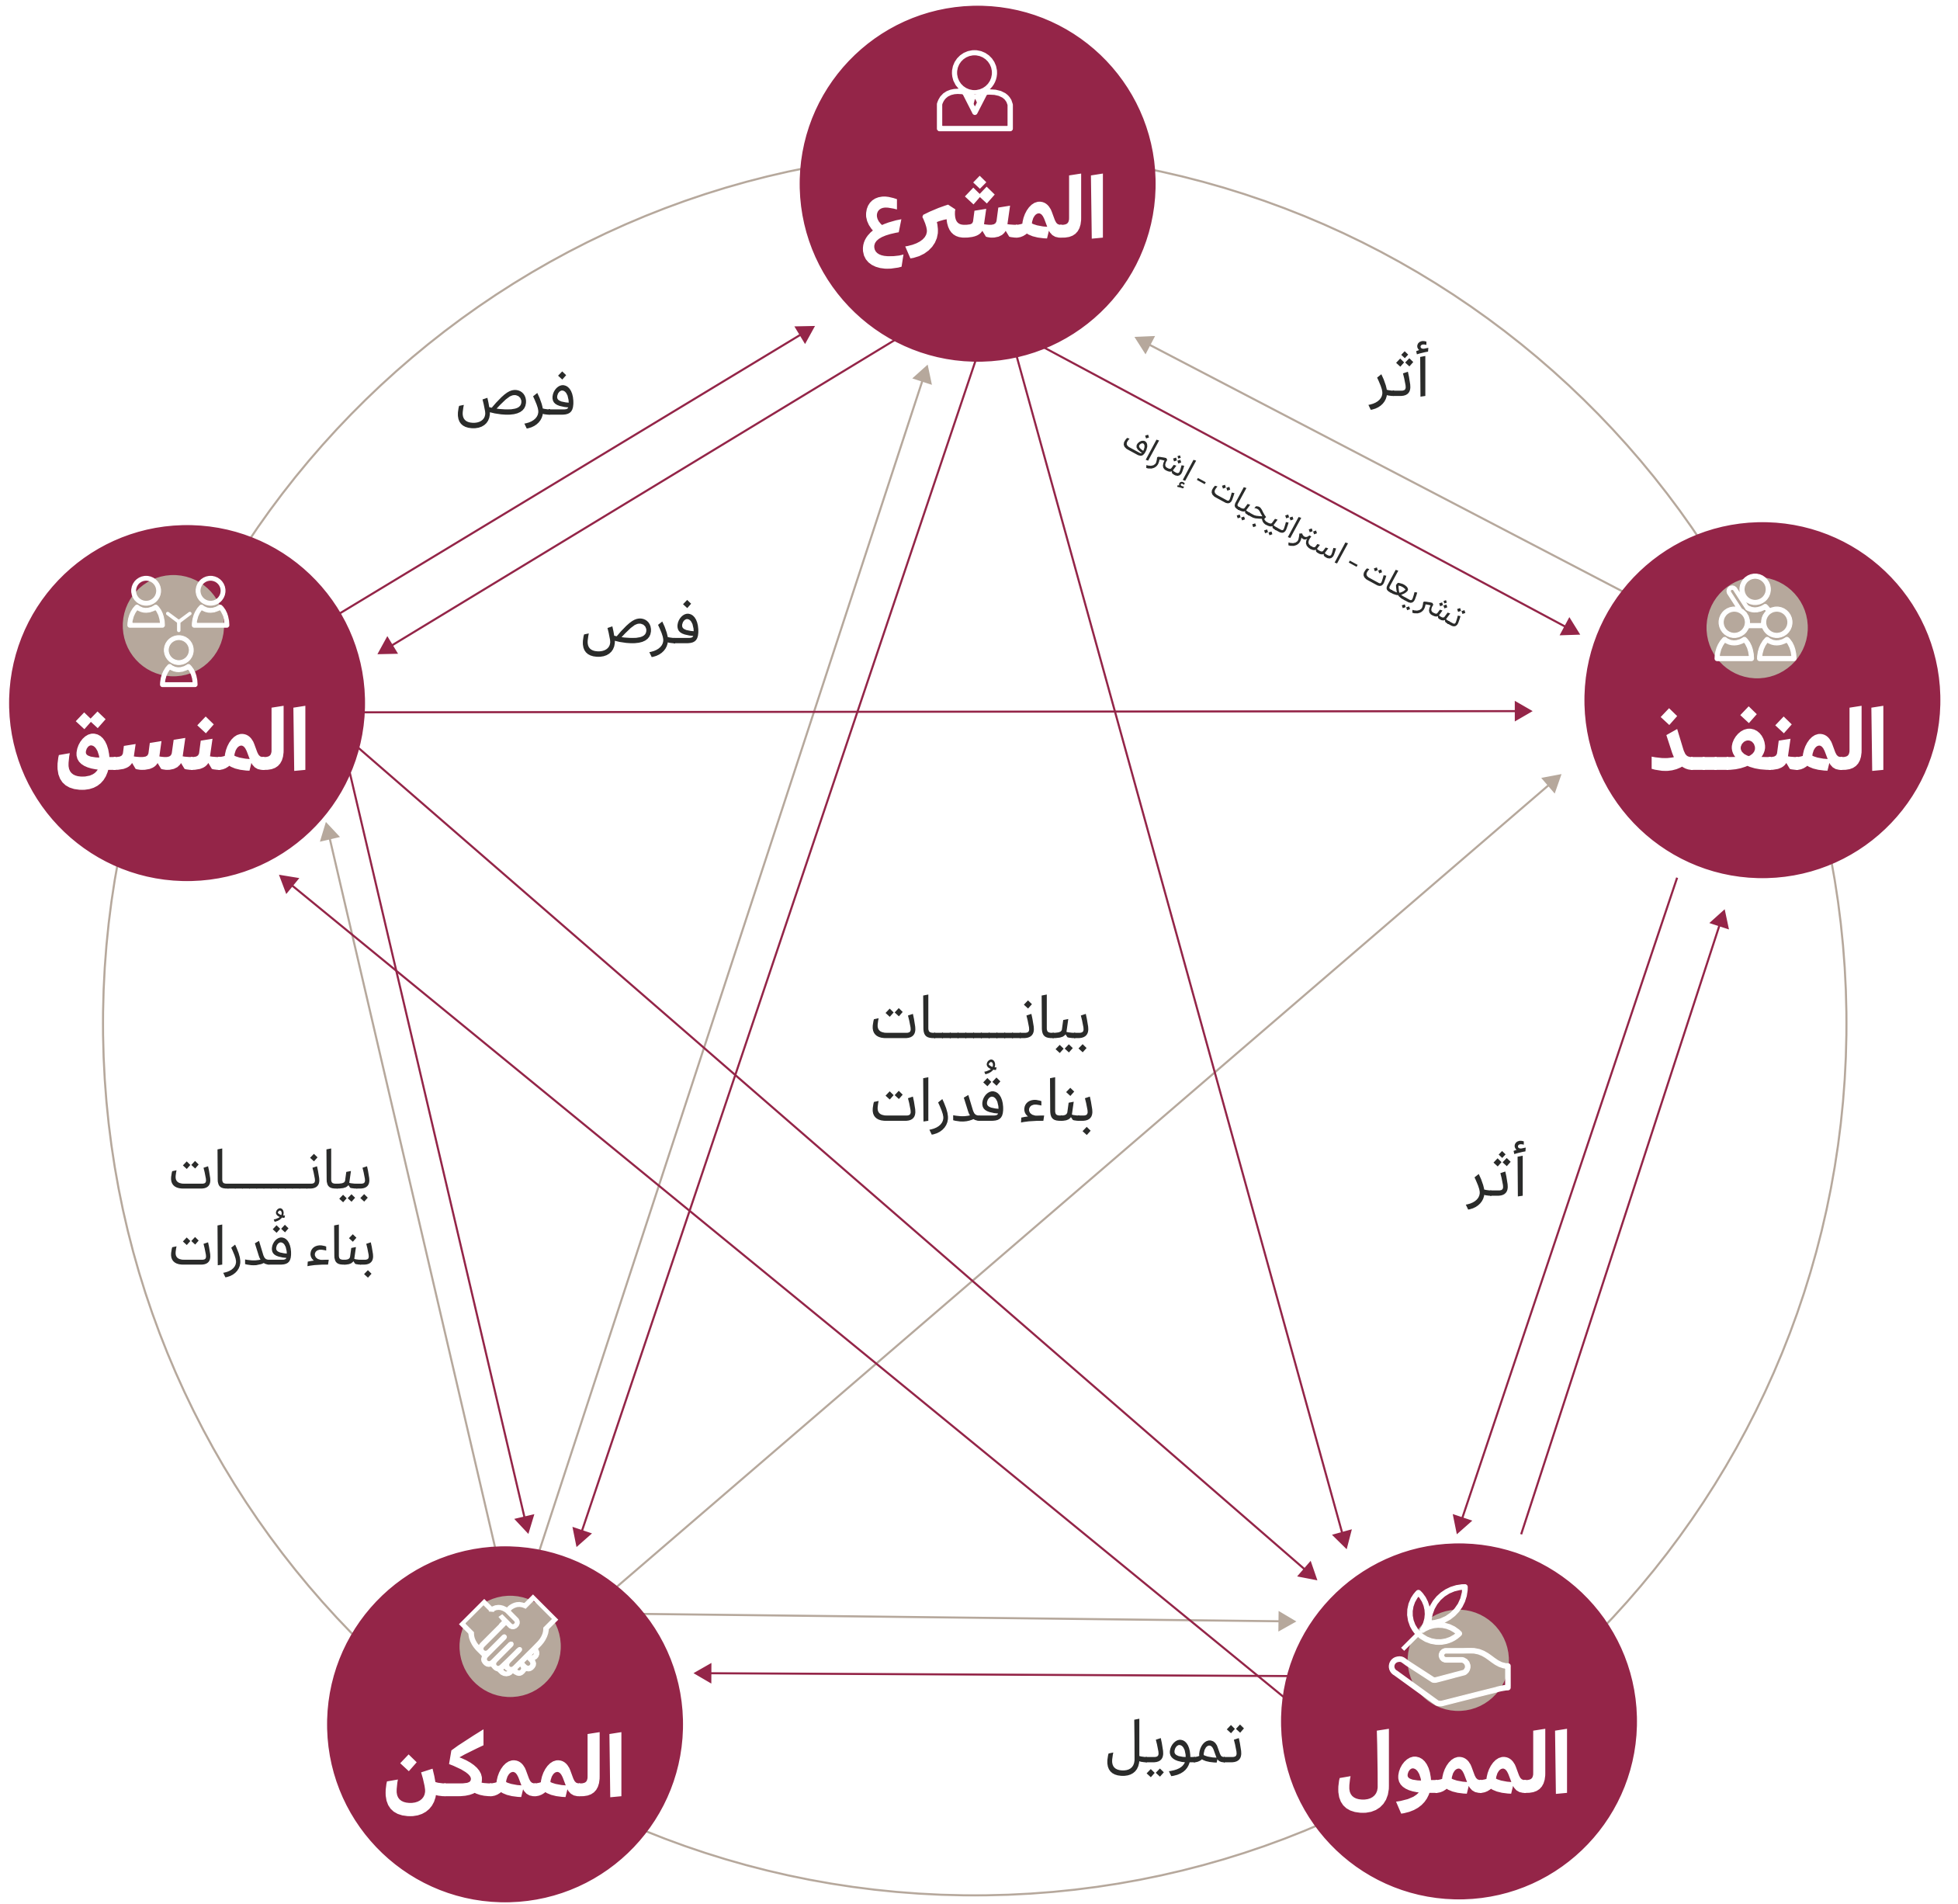 المشرع
أثر
فرص
تشريعات - استراتيجيات - إشراف
فرص
المنفـذ
المنسق
بيانـــات
بناء قُدرات
أثر
بيانـــات
بناء قُدرات
الممول
تمويل
الممكن